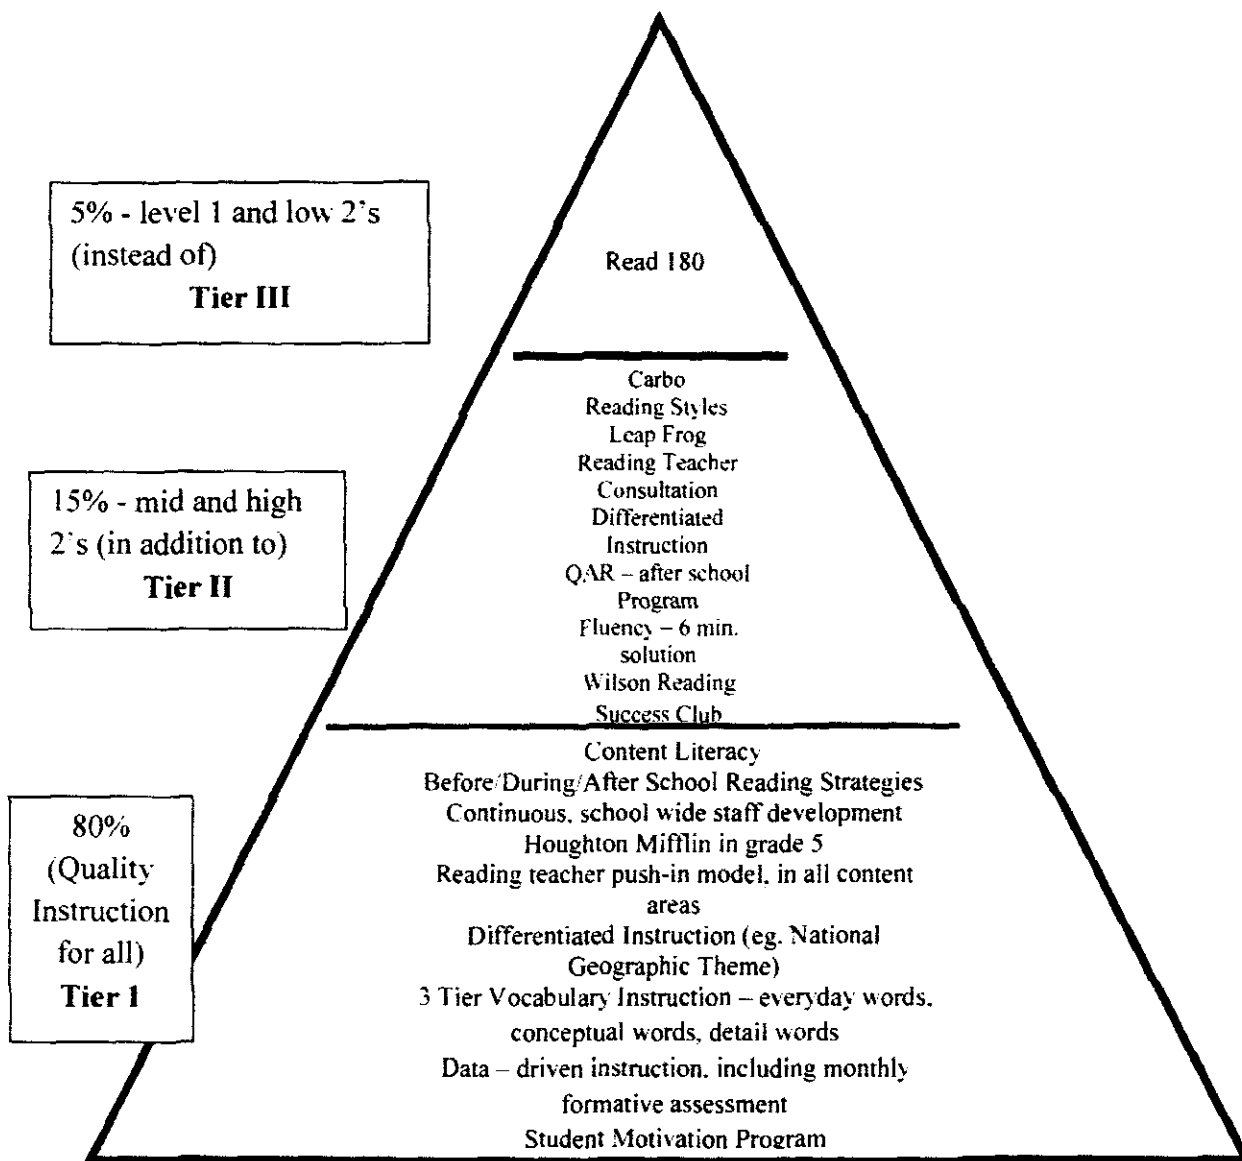 5% - level 1 and low 2's
(instead of)
Tier III
Read 180
15% - mid and high
2's (in addition to)
Tier II
Carbo
Reading Styles
Leap Frog
Reading Teacher
Consultation
Differentiated
Instruction
QAR – after school
Program
Fluency – 6 min.
solution
Wilson Reading
Success Club
80%
(Quality
Instruction
for all)
Tier 1
Content Literacy
Before/During/After School Reading Strategies
Continuous, school wide staff development
Houghton Mifflin in grade 5
Reading teacher push-in model, in all content
areas
Differentiated Instruction (eg. National
Geographic Theme)
3 Tier Vocabulary Instruction – everyday words,
conceptual words, detail words
Data – driven instruction, including monthly
formative assessment
Student Motivation Program